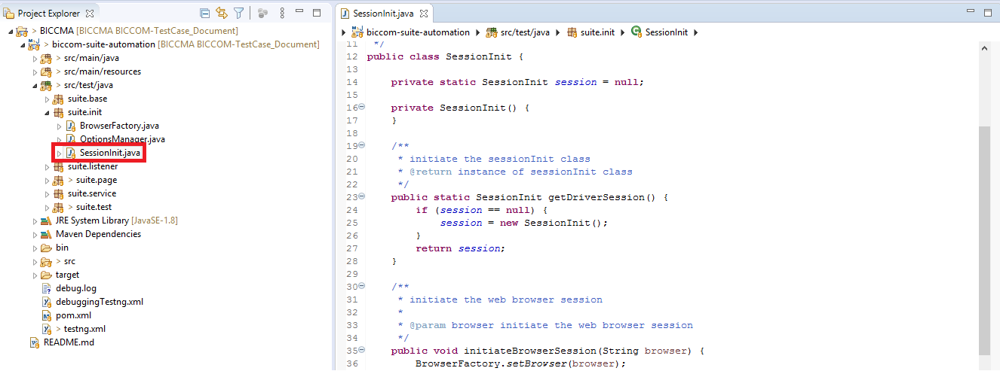 Project Explorer
BICCMA [BICCMA BICCOM-TestCase_Document]
> biccom-suite-automation [BICCMA BICCOM-TestCase_Document]
> src/main/java
> src/main/resources
> src/test/java
suite.base
suite.init
BrowserFactory.java
OptionsManager.java
SessionInit.java
suite.listener
> suite.page
suite.service
> suite.test
JRE System Library [JavaSE-1.8]
Maven Dependencies
bin
> src
target
debug.log
debuggingTestng.xml
pom.xml
> testng.xml
README.md
SessionInit.java
biccom-suite-automation src/test/java suite.init SessionInit
11 */
12 public class SessionInit {
13
14 private static SessionInit session = null;
15
16 private SessionInit() {
17 }
18
19 /**
20 * initiate the sessionInit class
21 * @return instance of sessionInit class
22 */
23 public static SessionInit getDriverSession() {
24 if (session == null) {
25 session = new SessionInit();
26 }
27 return session;
28 }
29
30 /**
31 * initiate the web browser session
32 *
33 * @param browser initiate the web browser session
34 */
35 public void initiateBrowserSession(String browser) {
36 BrowserFactory.setBrowser(browser);